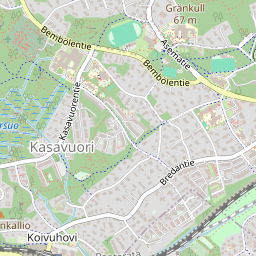 Grankull
67 m
Bembölentie
Asematie
Bembölentie
Kasavuorentie
Kasavuori
Bredantie
Koivuhovi